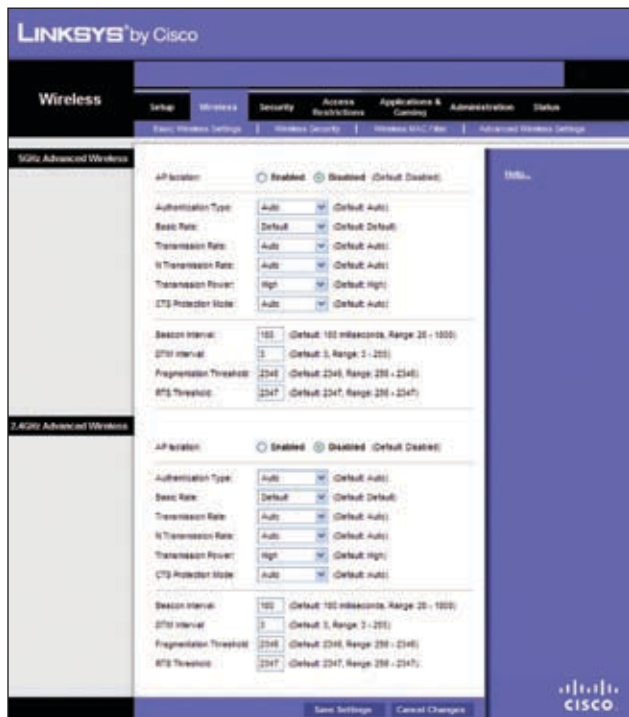 LINKSYS® by Cisco
Wireless
Setup Wireless Security Access Restrictions Applications & Gaming Administration Status
Basic Wireless Settings | Wireless Security | Wireless MAC Filter | Advanced Wireless Settings
5GHz Advanced Wireless
AP Isolation: Enabled Disabled (Default: Disabled)
Authentication Type: Auto (Default: Auto)
Basic Rate: Default (Default: Default)
Transmission Rate: Auto (Default: Auto)
N Transmission Rate: Auto (Default: Auto)
Transmission Power: High (Default: High)
CTS Protection Mode: Auto (Default: Auto)
Beacon Interval: 100 (Default: 100 milliseconds, Range: 20 - 1000)
DTIM Interval: 3 (Default: 3, Range: 3 - 255)
Fragmentation Threshold: 2346 (Default: 2346, Range: 256 - 2346)
RTS Threshold: 2347 (Default: 2347, Range: 256 - 2347)
Help...
2.4GHz Advanced Wireless
AP Isolation: Enabled Disabled (Default: Disabled)
Authentication Type: Auto (Default: Auto)
Basic Rate: Default (Default: Default)
Transmission Rate: Auto (Default: Auto)
N Transmission Rate: Auto (Default: Auto)
Transmission Power: High (Default: High)
CTS Protection Mode: Auto (Default: Auto)
Beacon Interval: 100 (Default: 100 milliseconds, Range: 20 - 1000)
DTIM Interval: 3 (Default: 3, Range: 3 - 255)
Fragmentation Threshold: 2346 (Default: 2346, Range: 256 - 2346)
RTS Threshold: 2347 (Default: 2347, Range: 256 - 2347)
Save Settings Cancel Changes
CISCO